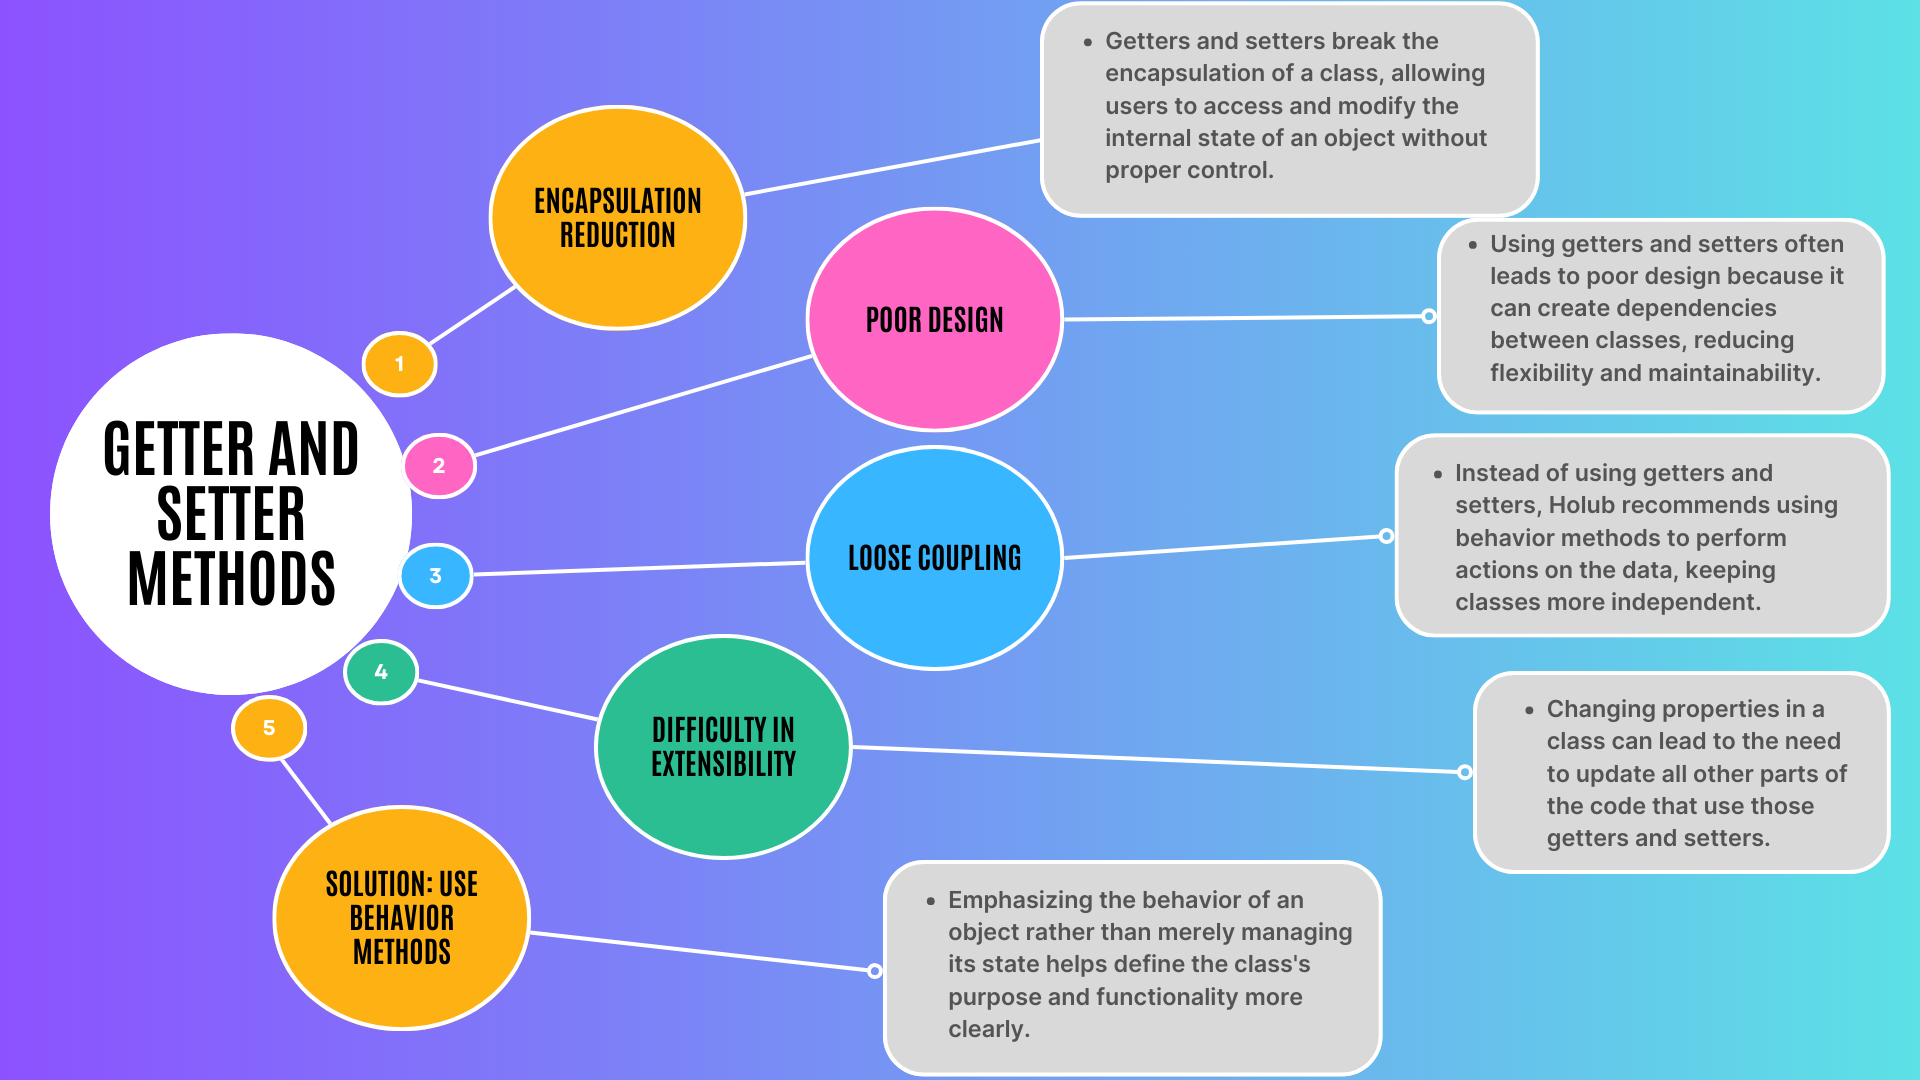 GETTER AND
SETTER
METHODS
1
ENCAPSULATION
REDUCTION
• Getters and setters break the
encapsulation of a class, allowing
users to access and modify the
internal state of an object without
proper control.
2
POOR DESIGN
• Using getters and setters often
leads to poor design because it
can create dependencies
between classes, reducing
flexibility and maintainability.
3
LOOSE COUPLING
• Instead of using getters and
setters, Holub recommends using
behavior methods to perform
actions on the data, keeping
classes more independent.
4
DIFFICULTY IN
EXTENSIBILITY
• Changing properties in a
class can lead to the need
to update all other parts of
the code that use those
getters and setters.
5
SOLUTION: USE
BEHAVIOR
METHODS
• Emphasizing the behavior of an
object rather than merely managing
its state helps define the class's
purpose and functionality more
clearly.